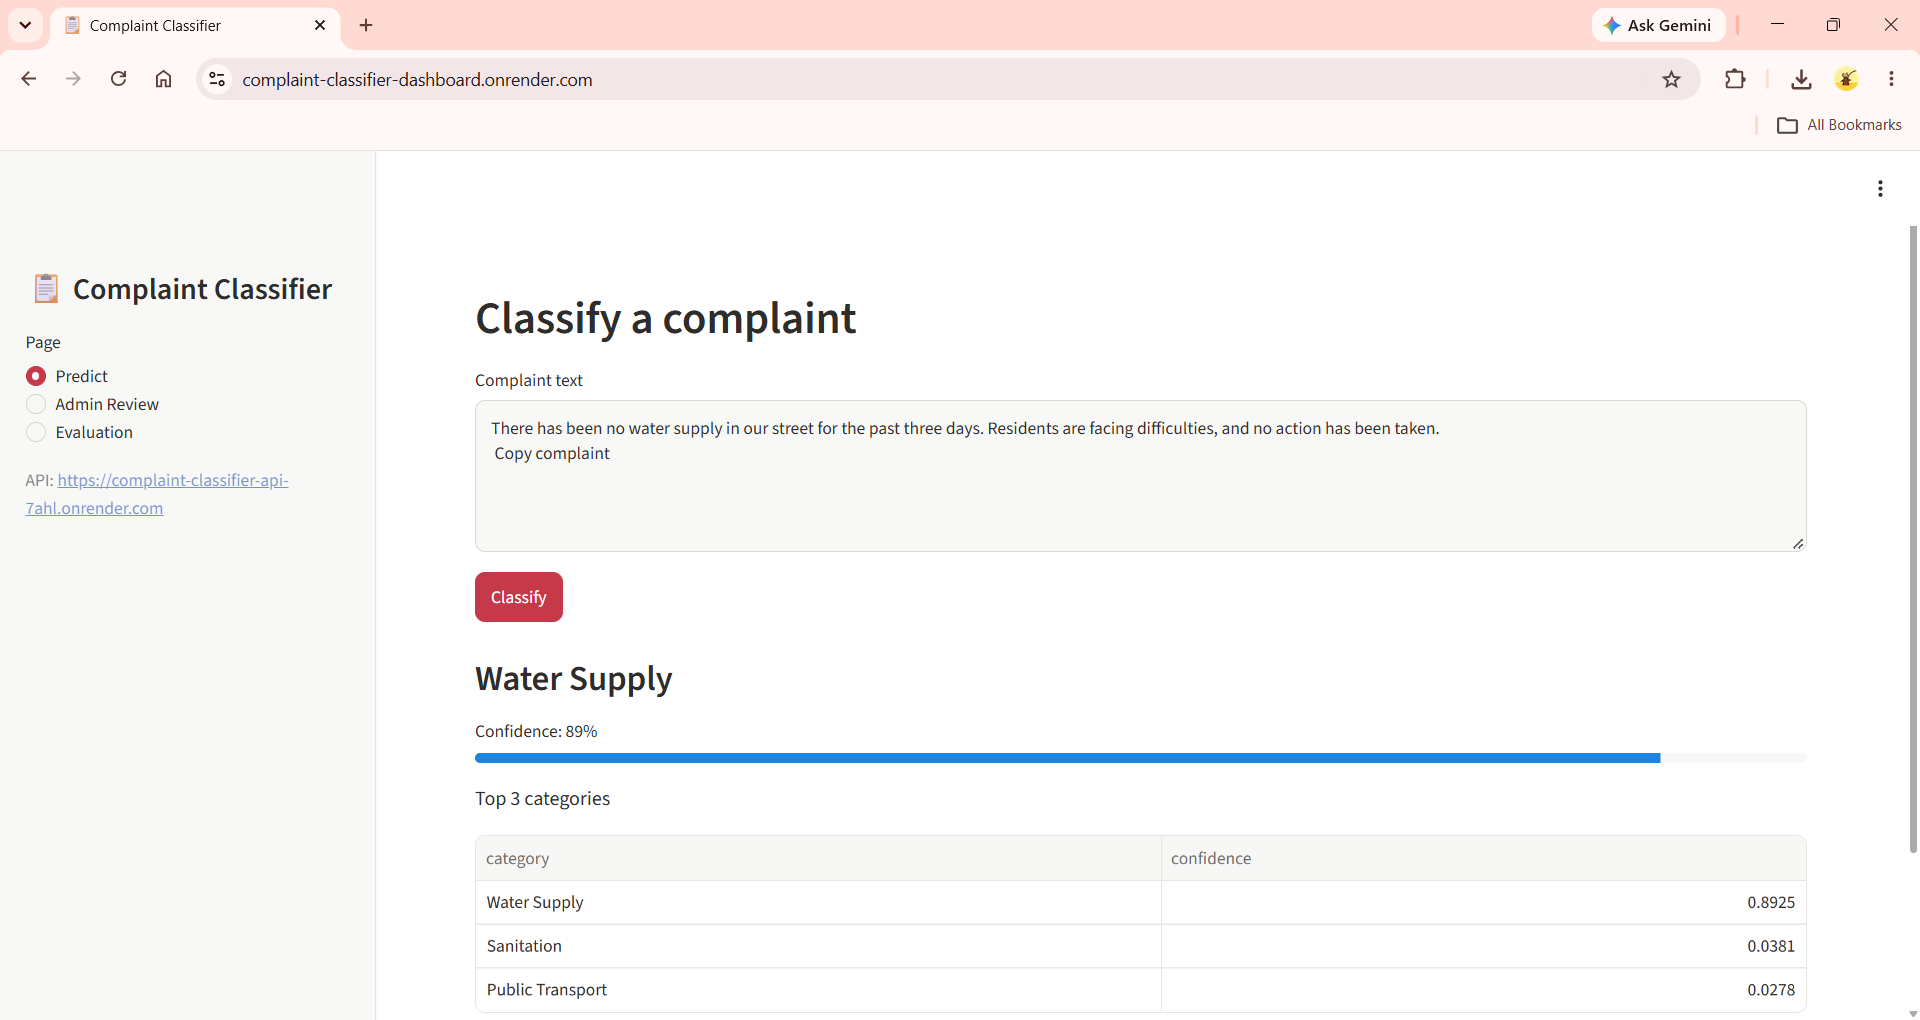 Complaint Classifier
Ask Gemini
complaint-classifier-dashboard.onrender.com
All Bookmarks
Complaint Classifier
Page
Predict
Admin Review
Evaluation
API: https://complaint-classifier-api-
7ahl.onrender.com
Classify a complaint
Complaint text
There has been no water supply in our street for the past three days. Residents are facing difficulties, and no action has been taken.
Copy complaint
Classify
Water Supply
Confidence: 89%
Top 3 categories
category confidence
Water Supply 0.8925
Sanitation 0.0381
Public Transport 0.0278